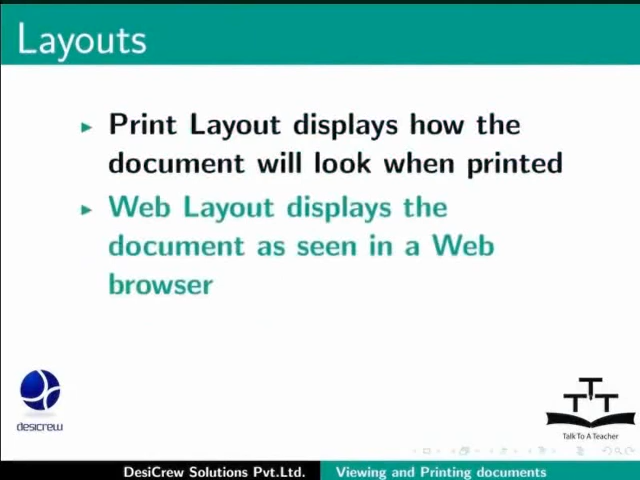 Layouts
Print Layout displays how the
document will look when printed
Web Layout displays the
document as seen in a Web
browser
desicrew
TTT
Talk To A Teacher
DesiCrew Solutions Pvt.Ltd.
Viewing and Printing documents